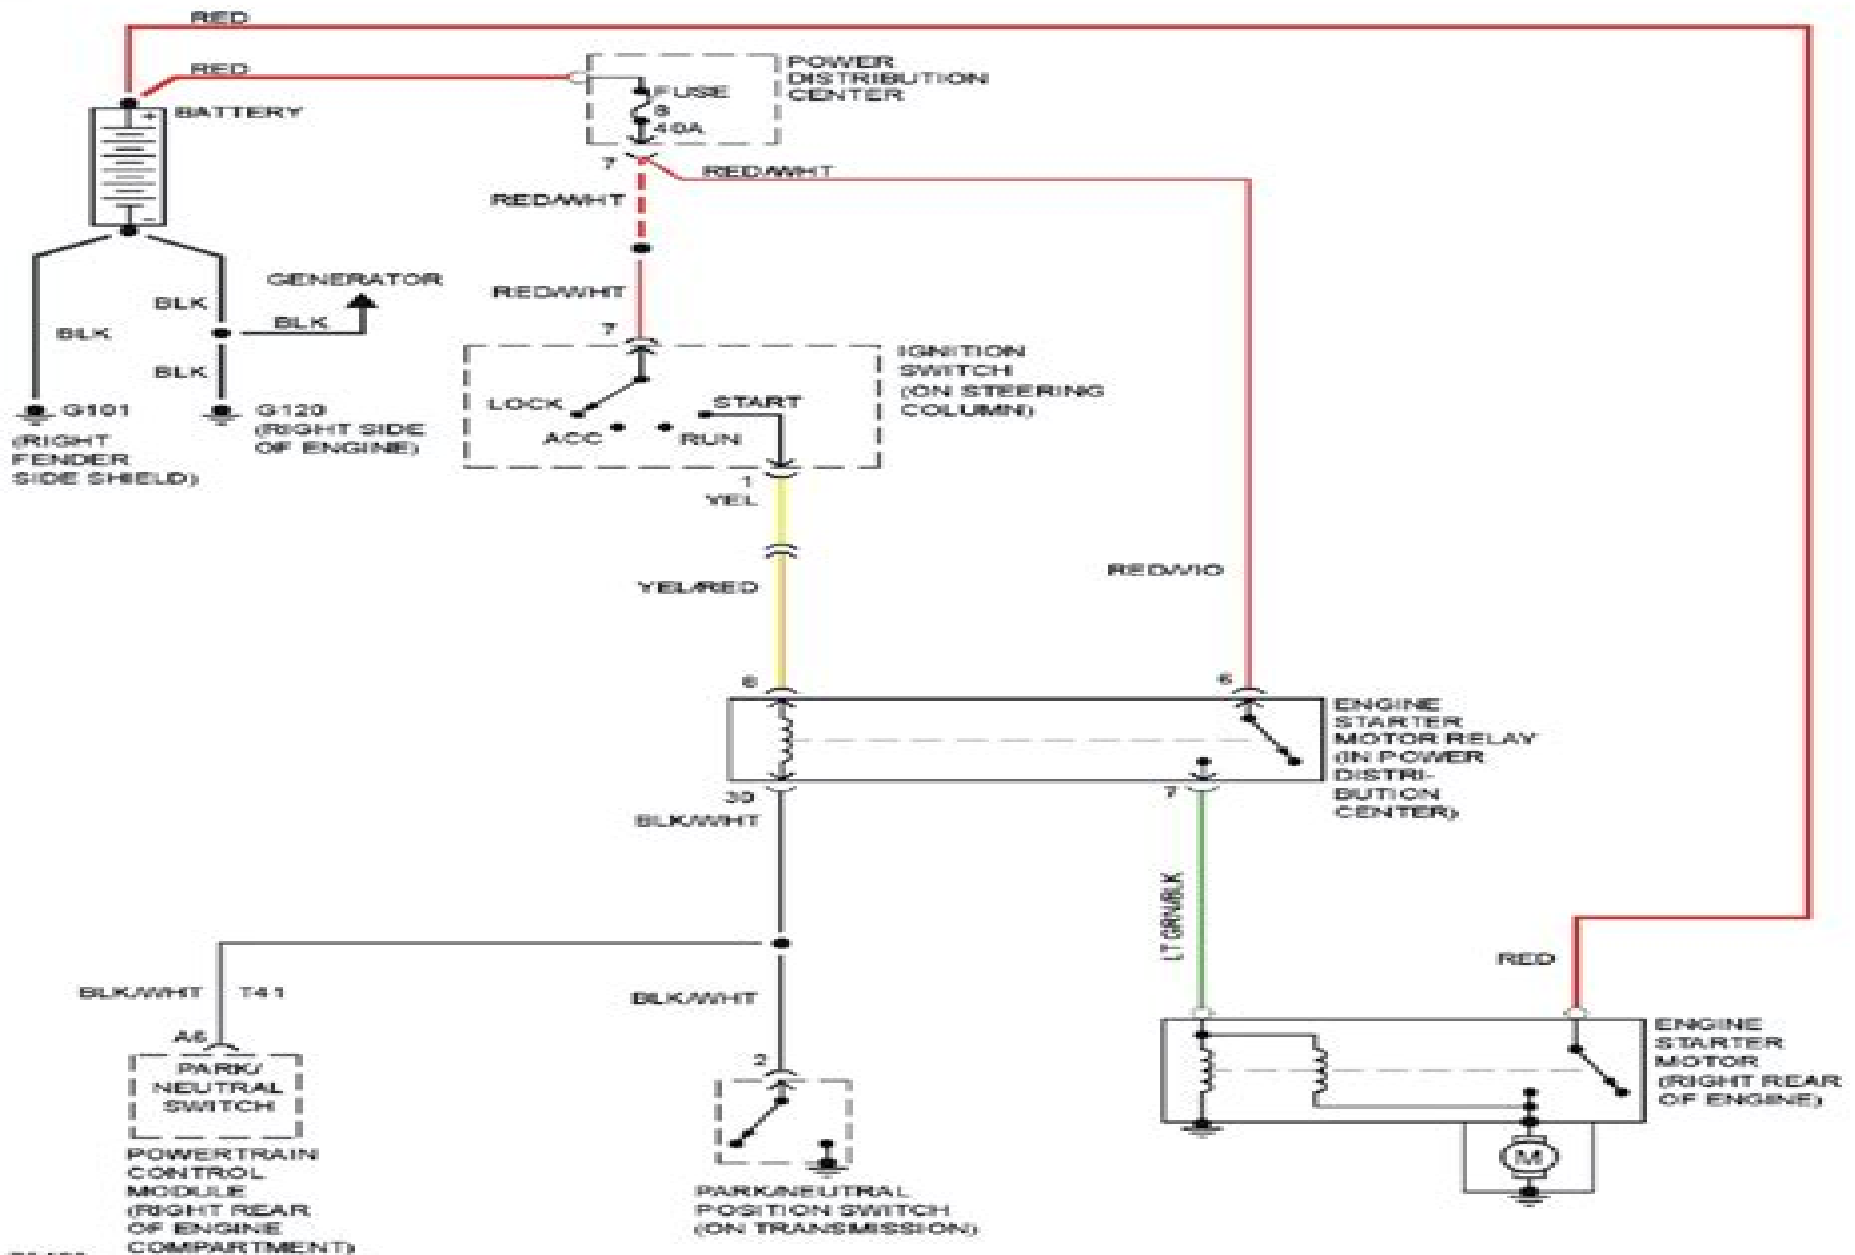 RED
RED
POWER
DISTRIBUTION
CENTER
FUSE
8
40A
+
BATTERY
-
7
RED/WHT
RED/WHT
GENERATOR
RED/WHT
BLK
BLK
BLK
7
BLK
IGNITION
SWITCH
(ON STEERING
COLUMN)
LOCK
START
ACC
RUN
G101
(RIGHT
FENDER
SIDE SHIELD)
G120
(RIGHT SIDE
OF ENGINE)
1
YEL
YEL/RED
RED/VIO
6
ENGINE
STARTER
MOTOR RELAY
(IN POWER
DISTRI-
BUTION
CENTER)
BLK/WHT
7
LT GRN/BLK
RED
BLK/WHT
T41
BLK/WHT
A6
2
PARK/
NEUTRAL
SWITCH
POWERTRAIN
CONTROL
MODULE
(RIGHT REAR
OF ENGINE
COMPARTMENT)
PARK/NEUTRAL
POSITION SWITCH
(ON TRANSMISSION)
ENGINE
STARTER
MOTOR
(RIGHT REAR
OF ENGINE)
M